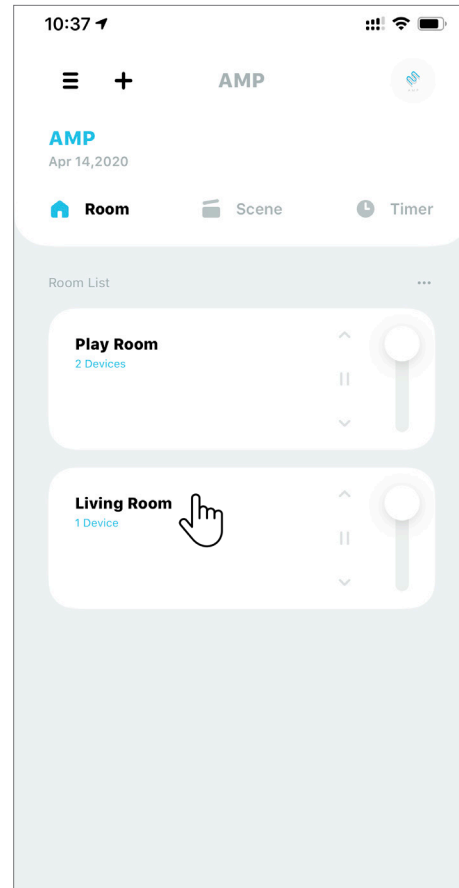 10:37
AMP
AMP
Apr 14,2020
Room
Scene
Timer
Room List
Play Room
2 Devices
Living Room
1 Device